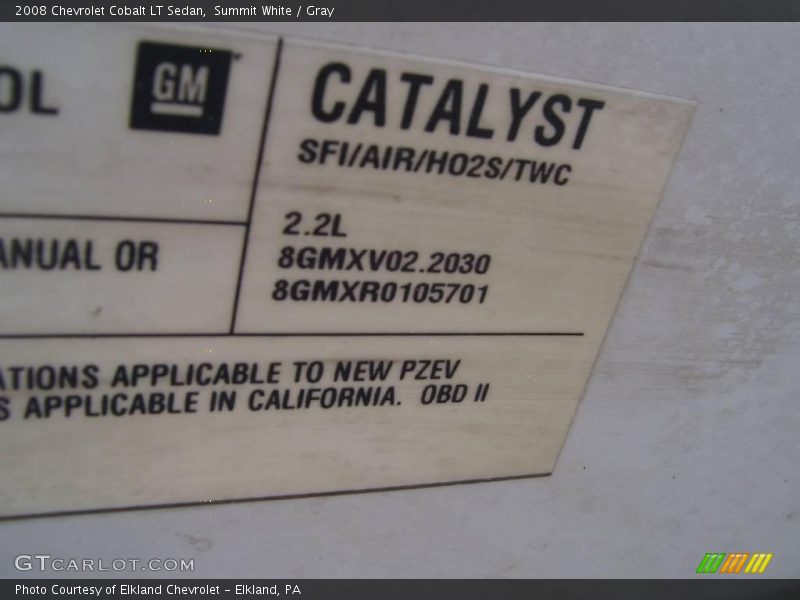 2008 Chevrolet Cobalt LT Sedan, Summit White / Gray
OL
GM
CATALYST
SFI/AIR/HO2S/TWC
2.2L
8GMXV02.2030
8GMXR0105701
ANUAL OR
ATIONS APPLICABLE TO NEW PZEV
S APPLICABLE IN CALIFORNIA. OBD II
GTCARLOT.COM
Photo Courtesy of Elkland Chevrolet - Elkland, PA